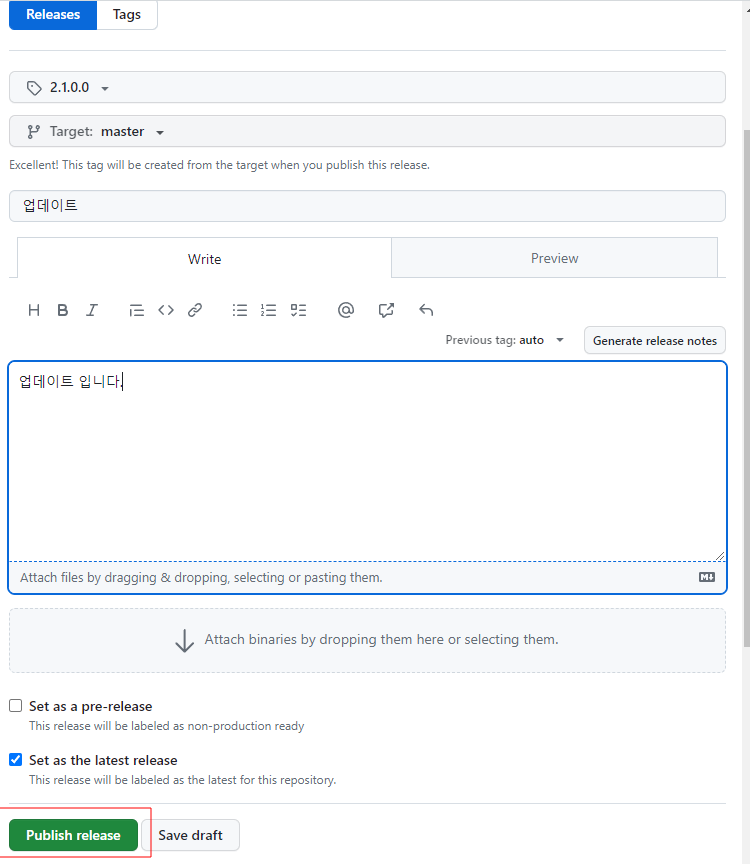 Releases Tags
2.1.0.0
Target: master
Excellent! This tag will be created from the target when you publish this release.
업데이트
Write Preview
H B I <> @
Previous tag: auto Generate release notes
업데이트 입니다.
Attach files by dragging & dropping, selecting or pasting them. M↓
Attach binaries by dropping them here or selecting them.
Set as a pre-release
This release will be labeled as non-production ready
Set as the latest release
This release will be labeled as the latest for this repository.
Publish release Save draft